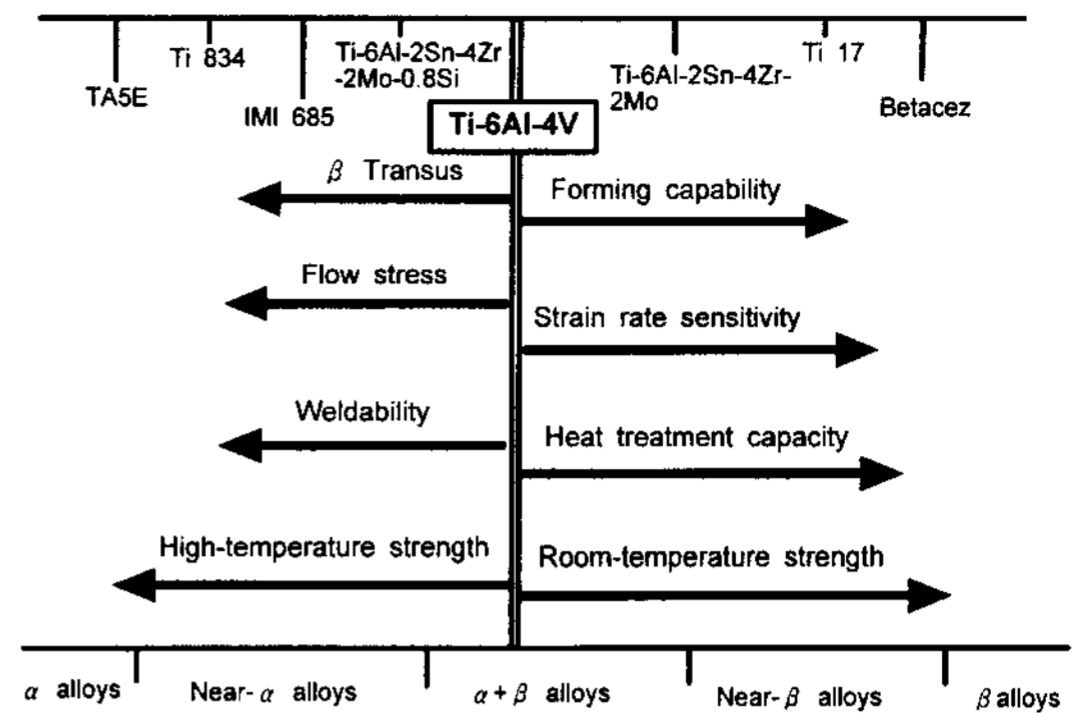 TA5E
Ti 834
IMI 685
Ti-6Al-2Sn-4Zr
-2Mo-0.8Si
Ti-6Al-2Sn-4Zr-
2Mo
Ti 17
Betacez
Ti-6Al-4V
β Transus
Forming capability
Flow stress
Strain rate sensitivity
Weldability
Heat treatment capacity
High-temperature strength
Room-temperature strength
α alloys
Near-α alloys
α+β alloys
Near-β alloys
β alloys